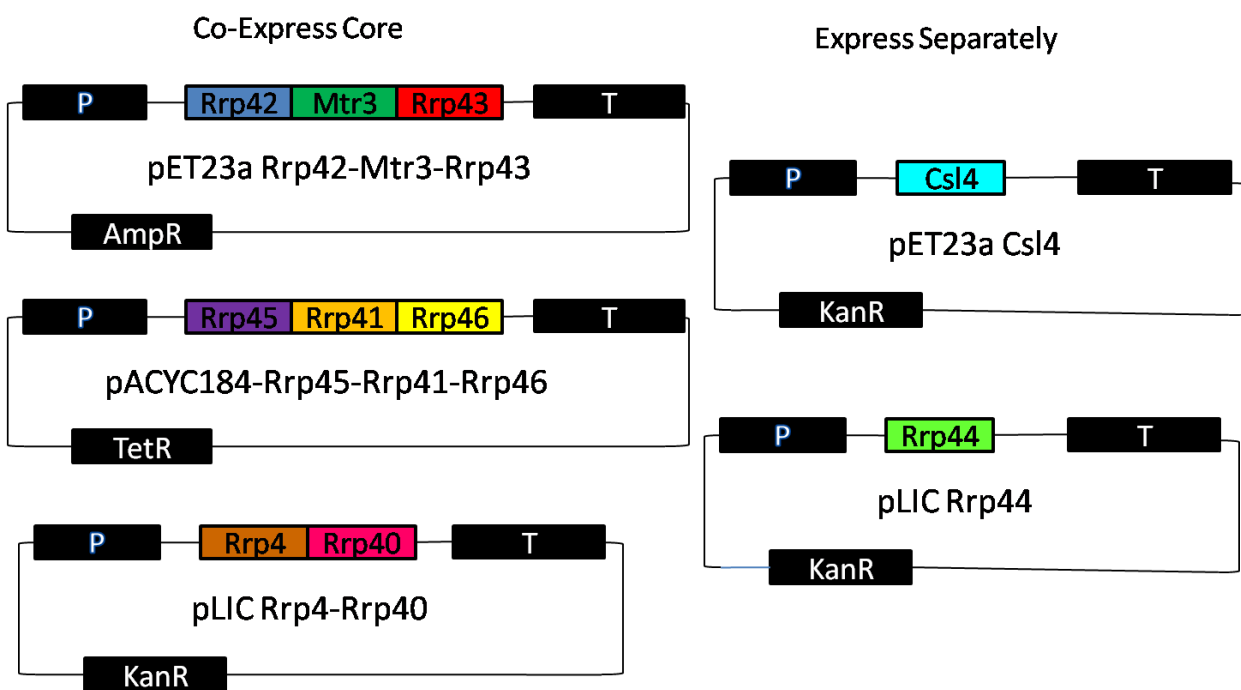 Co-Express Core
P Rrp42 Mtr3 Rrp43 T
pET23a Rrp42-Mtr3-Rrp43
AmpR
P Rrp45 Rrp41 Rrp46 T
pACYC184-Rrp45-Rrp41-Rrp46
TetR
P Rrp4 Rrp40 T
pLIC Rrp4-Rrp40
KanR
Express Separately
P Csl4 T
pET23a Csl4
KanR
P Rrp44 T
pLIC Rrp44
KanR